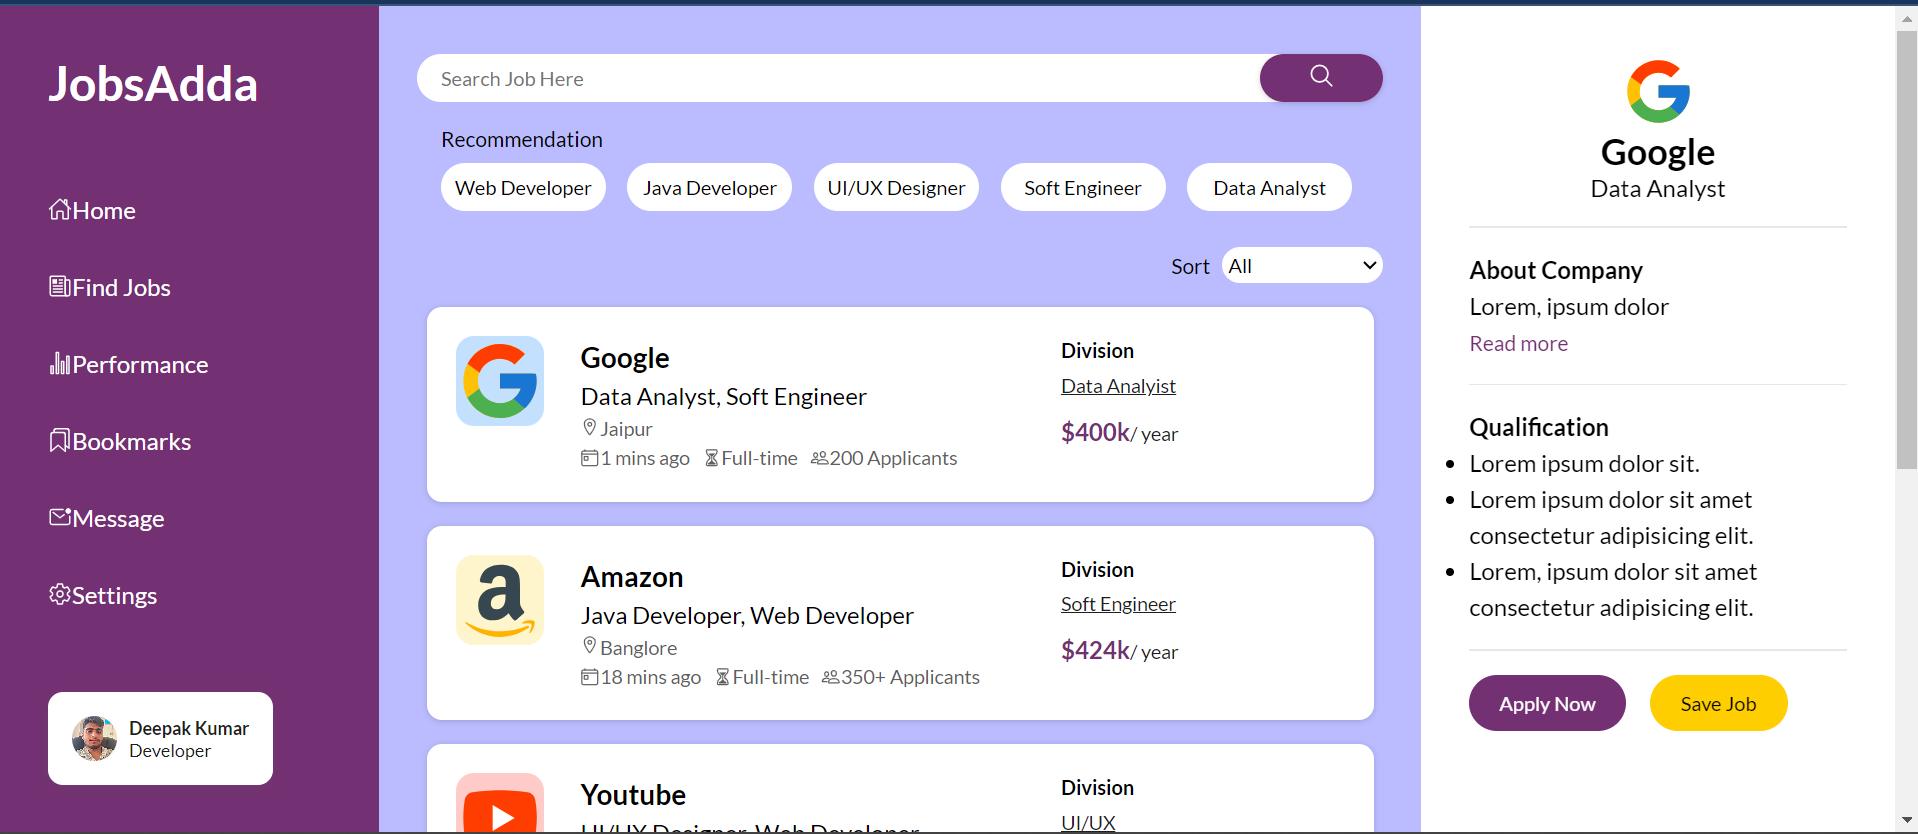 JobsAdda
Home
Find Jobs
Performance
Bookmarks
Message
Settings
Deepak Kumar
Developer
Search Job Here
Recommendation
Web Developer
Java Developer
UI/UX Designer
Soft Engineer
Data Analyst
Sort All
Google
Data Analyst, Soft Engineer
Jaipur
1 mins ago Full-time 200 Applicants
Division
Data Analyist
$400k/ year
Amazon
Java Developer, Web Developer
Banglore
18 mins ago Full-time 350+ Applicants
Division
Soft Engineer
$424k/ year
Youtube
UI/UX Designer, Web Developer
Division
UI/UX
Google
Data Analyst
About Company
Lorem, ipsum dolor
Read more
Qualification
Lorem ipsum dolor sit.
Lorem ipsum dolor sit amet
consectetur adipisicing elit.
Lorem, ipsum dolor sit amet
consectetur adipisicing elit.
Apply Now
Save Job